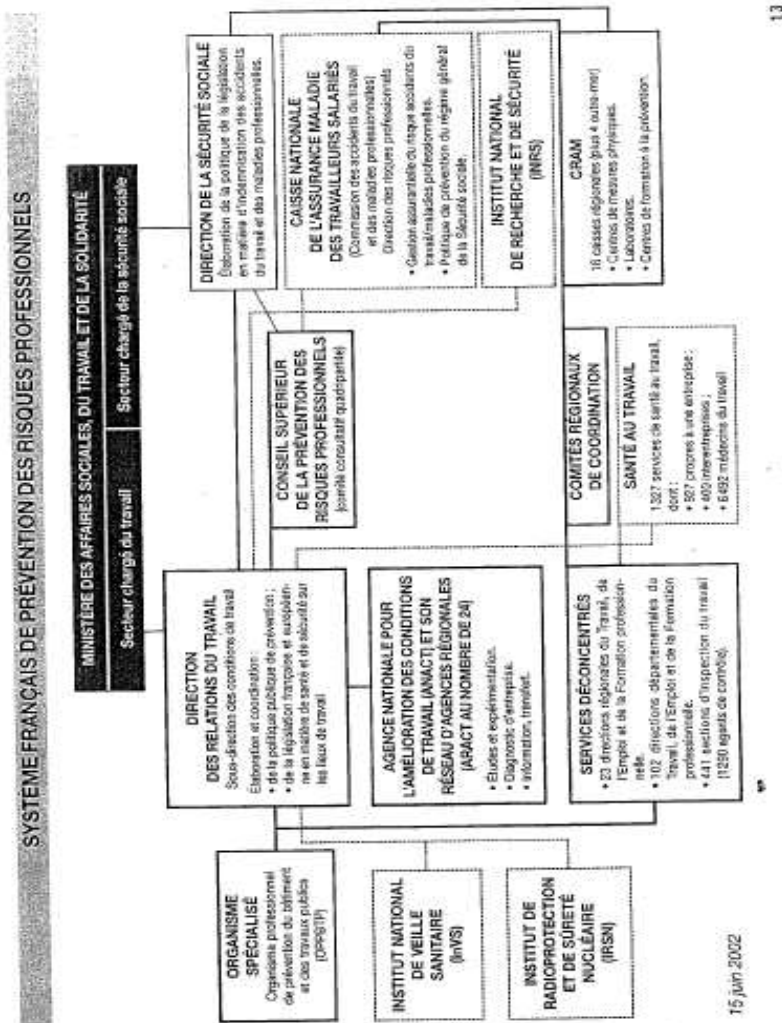 SYSTÈME FRANÇAIS DE PRÉVENTION DES RISQUES PROFESSIONNELS
MINISTÈRE DES AFFAIRES SOCIALES, DU TRAVAIL ET DE LA SOLIDARITÉ
Secteur chargé du travail
Secteur chargé de la sécurité sociale
ORGANISME
SPÉCIALISÉ
Organisme professionnel
de prévention du bâtiment
et des travaux publics
(OPPBTP)
INSTITUT NATIONAL
DE VEILLE
SANITAIRE
(InVS)
INSTITUT DE
RADIOPROTECTION
ET DE SÛRETÉ
NUCLÉAIRE
(IRSN)
DIRECTION
DES RELATIONS DU TRAVAIL
Sous-direction des conditions de travail
Élaboration et coordination :
• de la politique publique de prévention ;
• de la législation française et européen-
ne en matière de santé et de sécurité sur
les lieux de travail
AGENCE NATIONALE POUR
L'AMÉLIORATION DES CONDITIONS
DE TRAVAIL (ANACT) ET SON
RÉSEAU D'AGENCES RÉGIONALES
(ARACT AU NOMBRE DE 24)
• Études et expérimentation.
• Diagnostic d'entreprise.
• Information, transfert.
SERVICES DÉCONCENTRÉS
• 23 directions régionales du Travail, de
l'Emploi et de la Formation profession-
nelle.
• 102 directions départementales du
Travail, de l'Emploi et de la Formation
professionnelle.
• 441 sections d'inspection du travail
(1290 agents de contrôle).
CONSEIL SUPÉRIEUR
DE LA PRÉVENTION DES
RISQUES PROFESSIONNELS
(comité consultatif quadripartite)
COMITÉS RÉGIONAUX
DE COORDINATION
SANTÉ AU TRAVAIL
1327 services de santé au travail,
dont :
• 927 propres à une entreprise ;
• 400 interentreprises ;
• 6492 médecins du travail
DIRECTION DE LA SÉCURITÉ SOCIALE
Élaboration de la politique de la législation
en matière d'indemnisation des accidents
du travail et des maladies professionnelles.
CAISSE NATIONALE
DE L'ASSURANCE MALADIE
DES TRAVAILLEURS SALARIÉS
(Commission des accidents du travail
et des maladies professionnelles)
Direction des risques professionnels
• Gestion assurantielle du risque accidents du
travail/maladies professionnelles.
• Politique de prévention du régime général
de la Sécurité sociale.
INSTITUT NATIONAL
DE RECHERCHE ET DE SÉCURITÉ
(INRS)
CRAM
16 caisses régionales (plus 4 outre-mer)
• Centres de mesures physiques.
• Laboratoires.
• Centres de formation à la prévention.
15 juin 2002
13